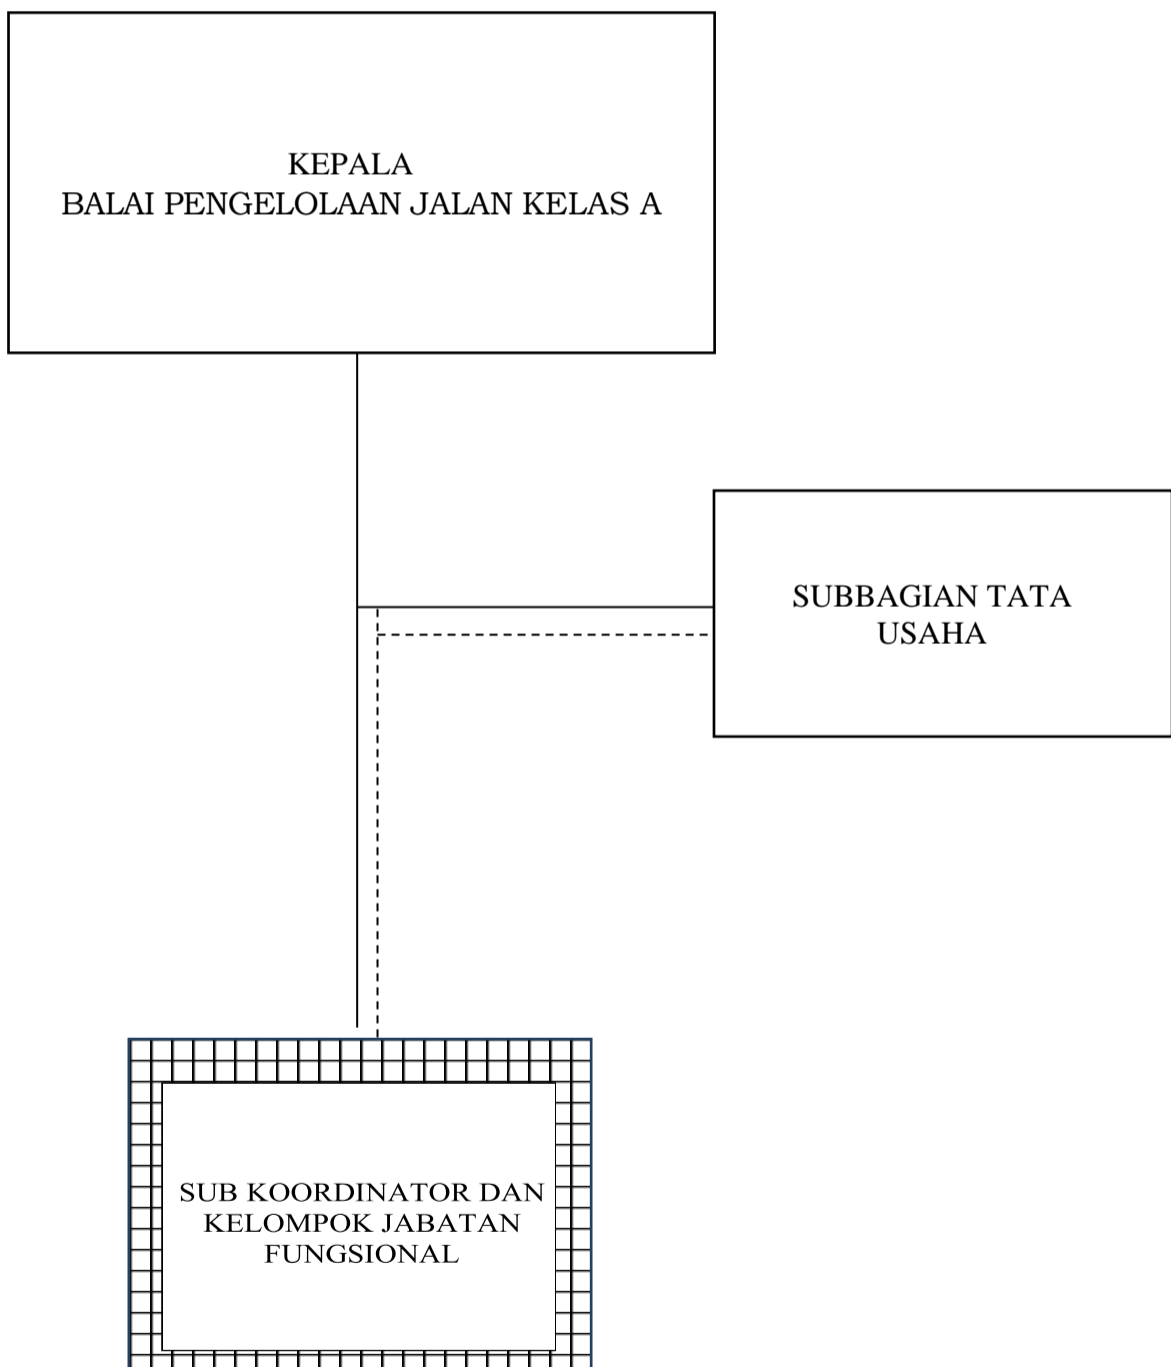 KEPALA
BALAI PENGELOLAAN JALAN KELAS A
SUBBAGIAN TATA
USAHA
SUB KOORDINATOR DAN
KELOMPOK JABATAN
FUNGSIONAL